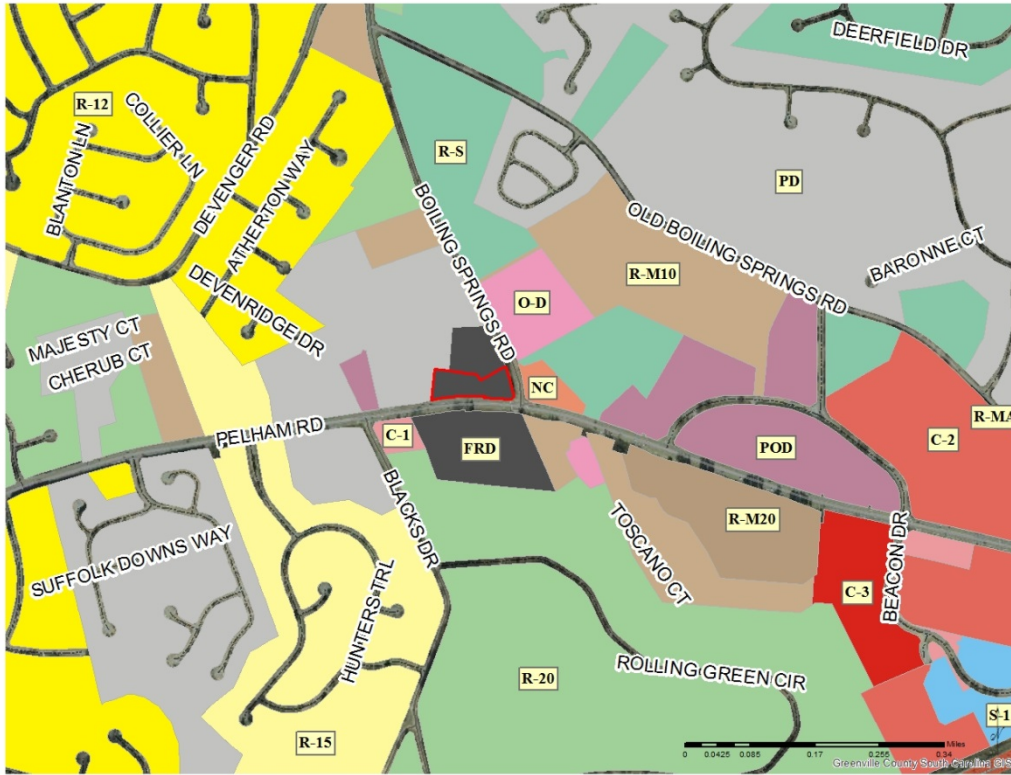 DEERFIELD DR
R-12
COLLIER LN
BLANTON LN
DEVENGER RD
ATHERTON WAY
R-S
PD
BOILING SPRINGS RD
OLD BOILING SPRINGS RD
BARONNE CT
R-M10
DEVENRIDGE DR
O-D
MAJESTY CT
CHERUB CT
NC
PELHAM RD
C-1
FRD
POD
C-2
R-MA
BLACKS DR
R-M20
TOSCANO CT
SUFFOLK DOWNS WAY
HUNTERS TRL
C-3
BEACON DR
R-20
ROLLING GREEN CIR
R-15
S-1
Miles
0 0.0425 0.085 0.17 0.255 0.34
Greenville County South Carolina GIS